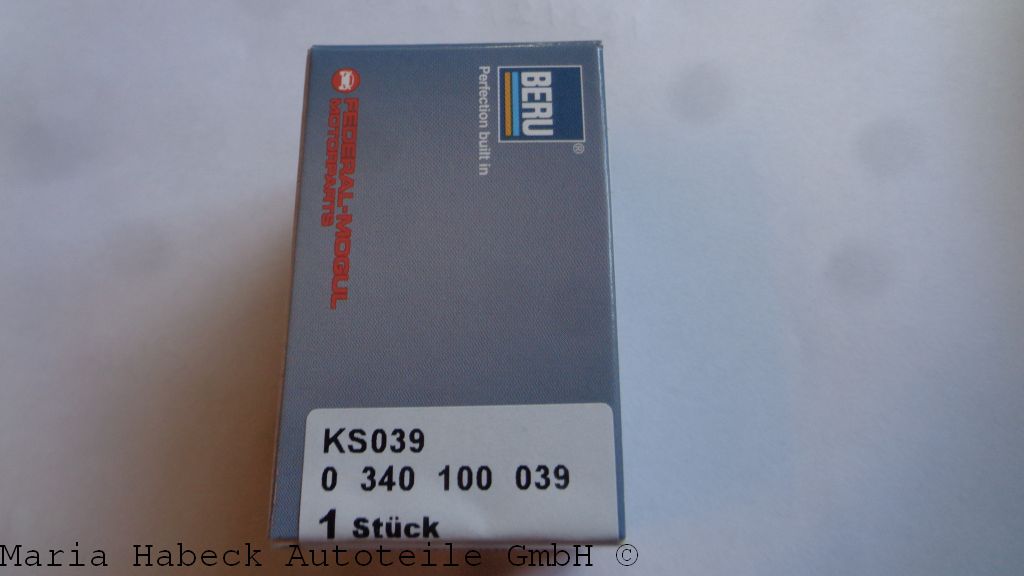 BERU®
Perfection built in
FEDERAL-MOGUL
MOTORPARTS
KS039
0 340 100 039
1 Stück
Maria Habeck Autoteile GmbH ©